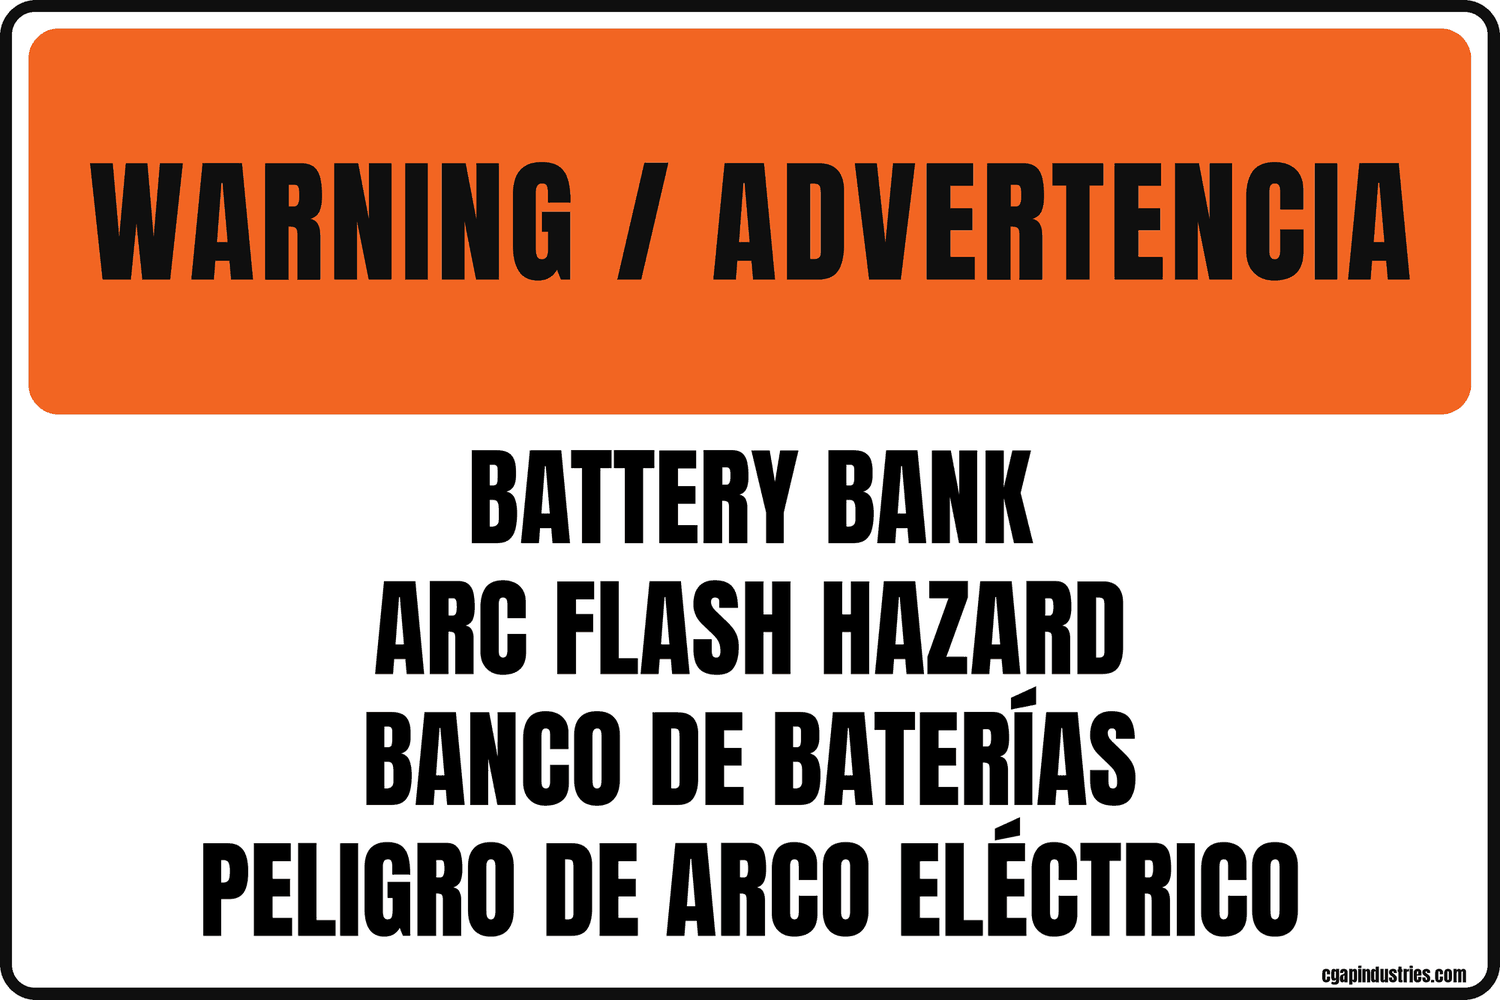 WARNING / ADVERTENCIA
BATTERY BANK
ARC FLASH HAZARD
BANCO DE BATERÍAS
PELIGRO DE ARCO ELÉCTRICO
cgapindustries.com